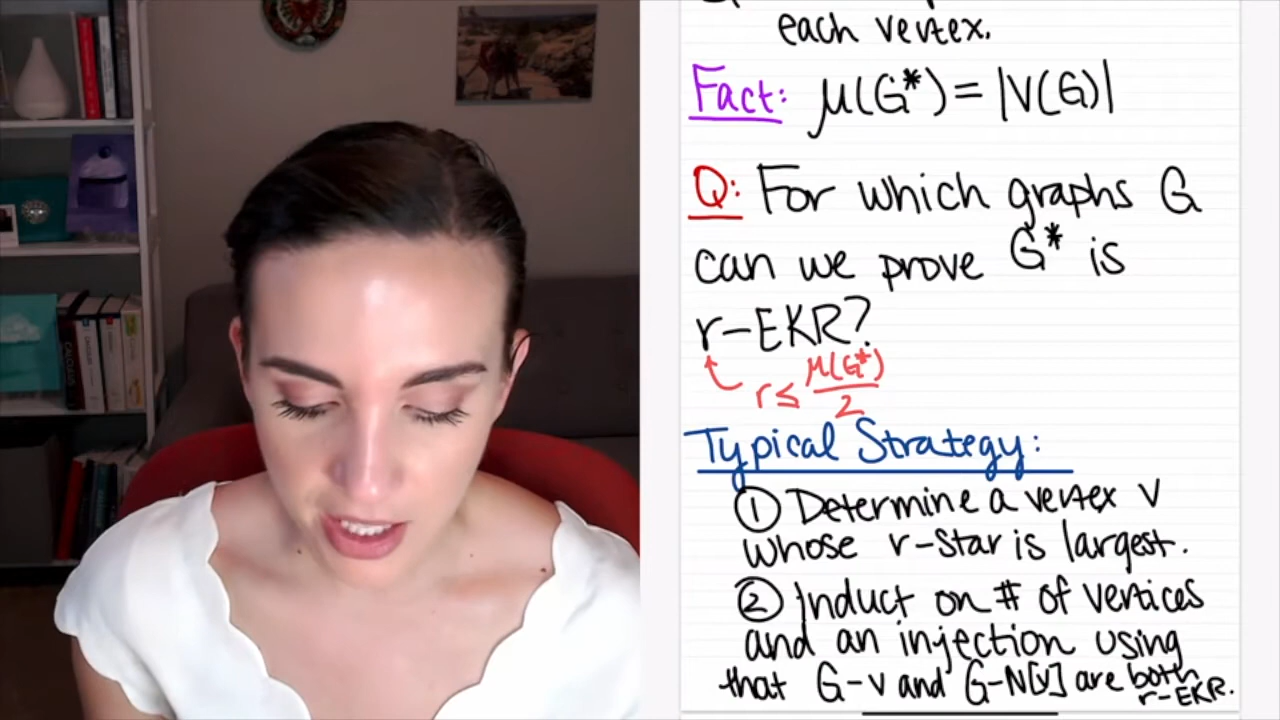 each vertex.
Fact: μ(G*) = |V(G)|
Q: For which graphs G
can we prove G* is
r-EKR?
r ≤ μ(G*)/2
Typical Strategy:
① Determine a vertex v
whose r-star is largest.
② Induct on # of vertices
and an injection using
that G-v and G-N[v] are both
r-EKR.
CALCULUS